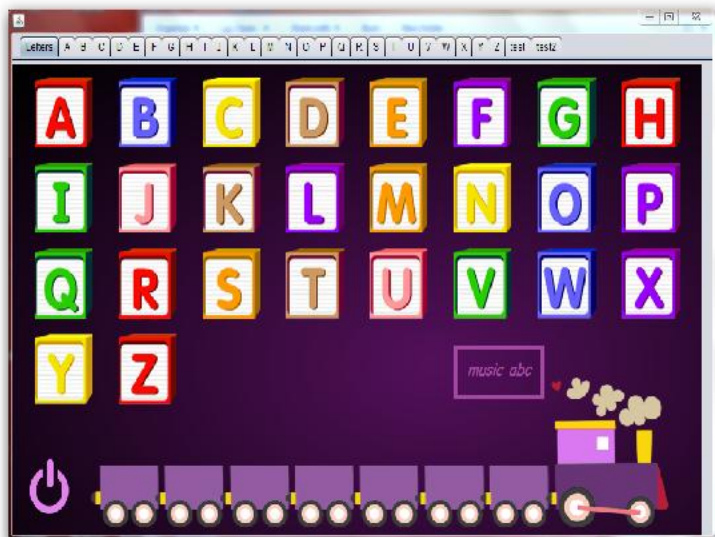 Letters A B C D E F G H I J K L M N O P Q R S T U V W X Y Z test test2
A B C D E F G H
I J K L M N O P
Q R S T U V W X
Y Z
music abc